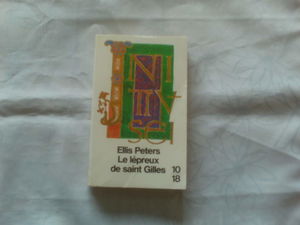 Ellis Peters
Le lépreux
de saint Gilles
10
18